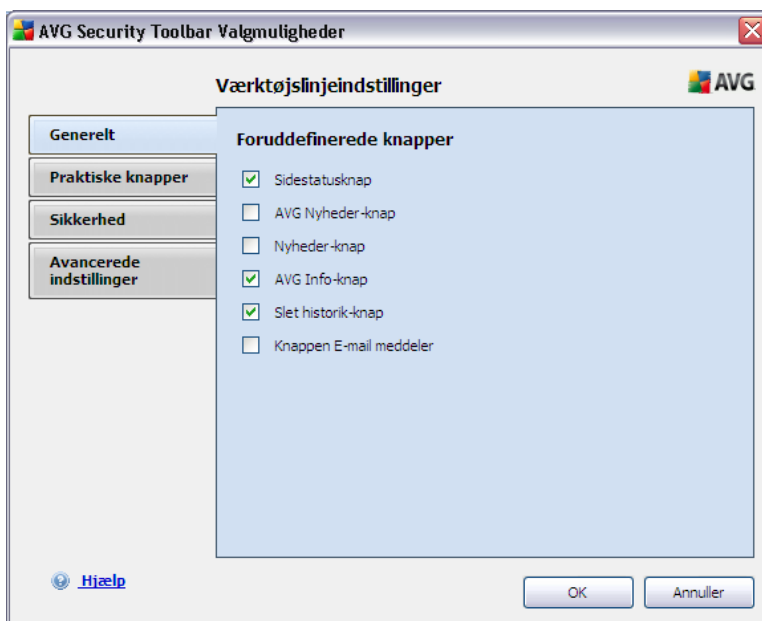 AVG Security Toolbar Valgmuligheder
Værktøjslinjeindstillinger
AVG
Generelt
Praktiske knapper
Sikkerhed
Avancerede
indstillinger
Foruddefinerede knapper
Sidestatusknap
AVG Nyheder-knap
Nyheder-knap
AVG Info-knap
Slet historik-knap
Knappen E-mail meddeler
Hjælp
OK
Annuller